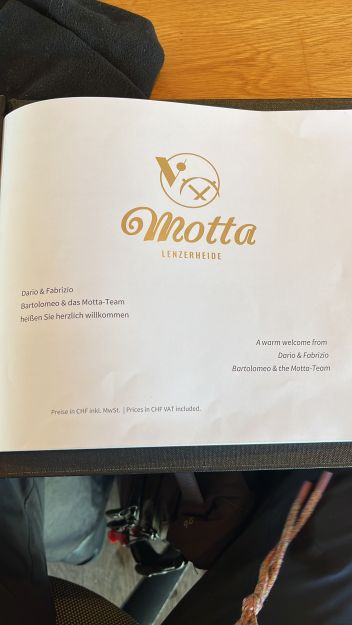 Motta
LENZERHEIDE
Dario & Fabrizio
Bartolomeo & das Motta-Team
heißen Sie herzlich willkommen
A warm welcome from
Dario & Fabrizio
Bartolomeo & the Motta-Team
Preise in CHF inkl. MwSt. | Prices in CHF VAT included.